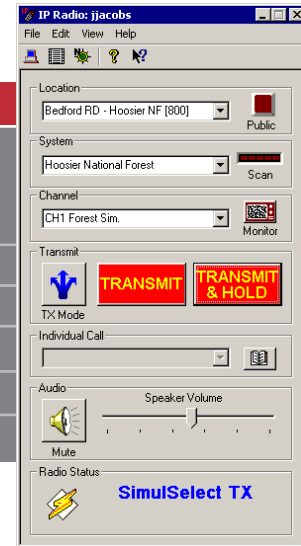 IP Radio: jjacobs
File Edit View Help
Location
Bedford RD - Hoosier NF [800]
Public
System
Hoosier National Forest
Scan
Channel
CH1 Forest Sim.
Monitor
Transmit
TX Mode
TRANSMIT
TRANSMIT
& HOLD
Individual Call
Audio
Speaker Volume
Mute
Radio Status
SimulSelect TX